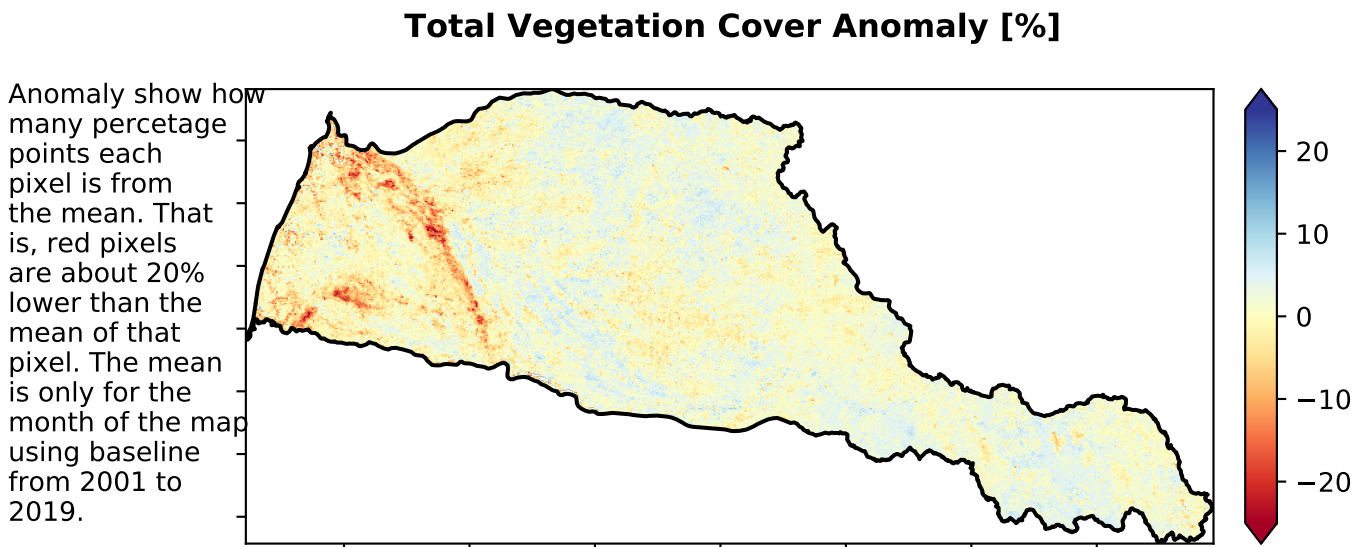 Total Vegetation Cover Anomaly [%]
Anomaly show how
many percetage
points each
pixel is from
the mean. That
is, red pixels
are about 20%
lower than the
mean of that
pixel. The mean
is only for the
month of the map
using baseline
from 2001 to
2019.
20
10
0
−10
−20